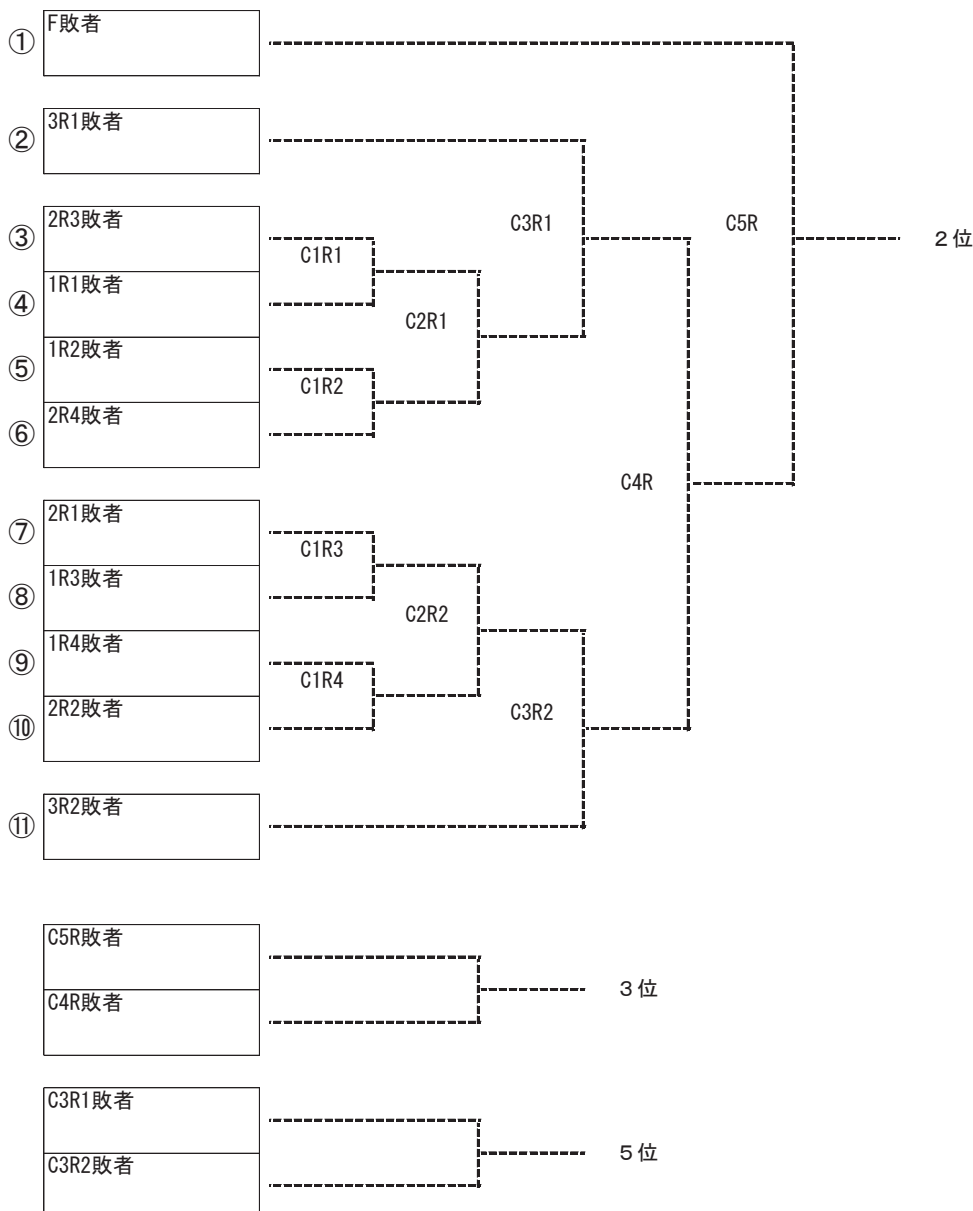 ① F敗者
② 3R1敗者
③ 2R3敗者
C3R1
C5R
2位
C1R1
④ 1R1敗者
C2R1
⑤ 1R2敗者
C1R2
⑥ 2R4敗者
C4R
⑦ 2R1敗者
C1R3
⑧ 1R3敗者
C2R2
⑨ 1R4敗者
C1R4
⑩ 2R2敗者
C3R2
⑪ 3R2敗者
C5R敗者
3位
C4R敗者
C3R1敗者
5位
C3R2敗者